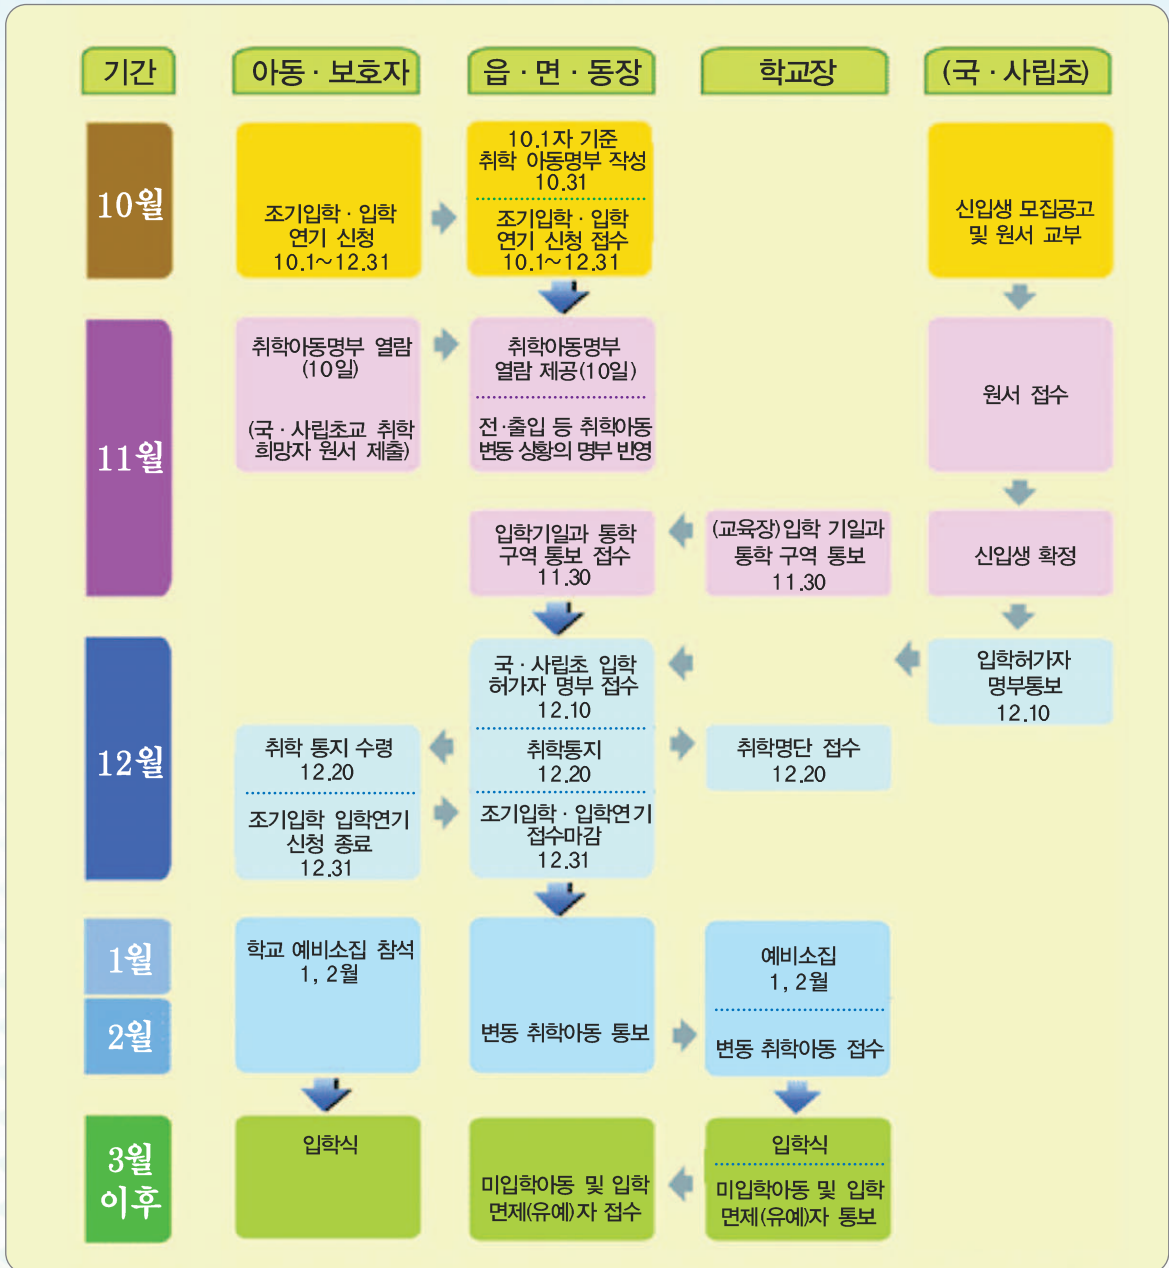 기간
아동 · 보호자
읍 · 면 · 동장
학교장
(국 · 사립초)
10월
조기입학 · 입학
연기 신청
10.1~12.31
10.1자 기준
취학 아동명부 작성
10.31
조기입학 · 입학
연기 신청 접수
10.1~12.31
신입생 모집공고
및 원서 교부
11월
취학아동명부 열람
(10일)
(국 · 사립초교 취학
희망자 원서 제출)
취학아동명부
열람 제공(10일)
전·출입 등 취학아동
변동 상황의 명부 반영
원서 접수
입학기일과 통학
구역 통보 접수
11.30
(교육장)입학 기일과
통학 구역 통보
11.30
신입생 확정
12월
국 · 사립초 입학
허가자 명부 접수
12.10
입학허가자
명부통보
12.10
취학 통지 수령
12.20
취학통지
12.20
취학명단 접수
12.20
조기입학 입학연기
신청 종료
12.31
조기입학 · 입학연기
접수마감
12.31
1월
2월
학교 예비소집 참석
1, 2월
변동 취학아동 통보
예비소집
1, 2월
변동 취학아동 접수
3월
이후
입학식
미입학아동 및 입학
면제(유예)자 접수
입학식
미입학아동 및 입학
면제(유예)자 통보